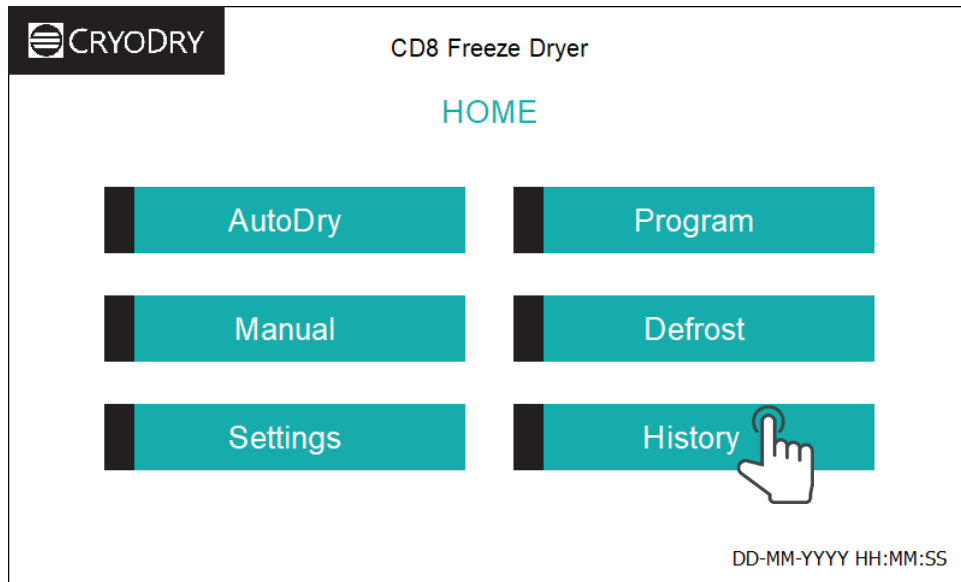 CRYODRY
CD8 Freeze Dryer
HOME
AutoDry
Program
Manual
Defrost
Settings
History
DD-MM-YYYY HH:MM:SS